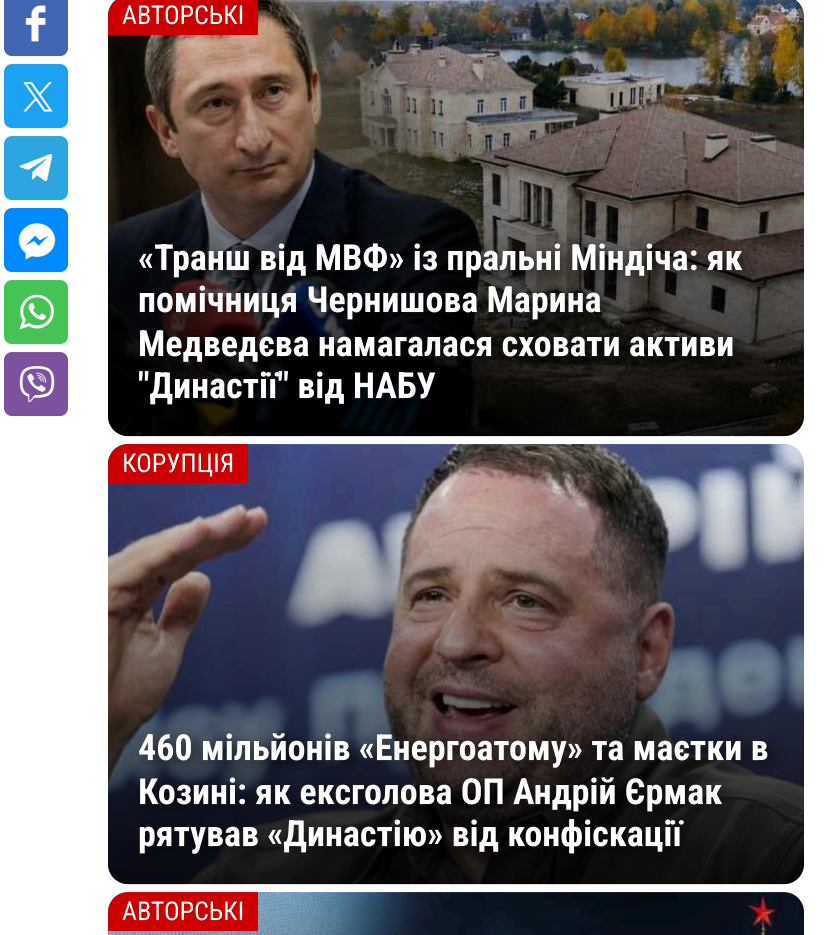 АВТОРСЬКІ
«Транш від МВФ» із пральні Міндіча: як
помічниця Чернишова Марина
Медведєва намагалася сховати активи
"Династії" від НАБУ
КОРУПЦІЯ
460 мільйонів «Енергоатому» та маєтки в
Козині: як ексголова ОП Андрій Єрмак
рятував «Династію» від конфіскації
АВТОРСЬКІ